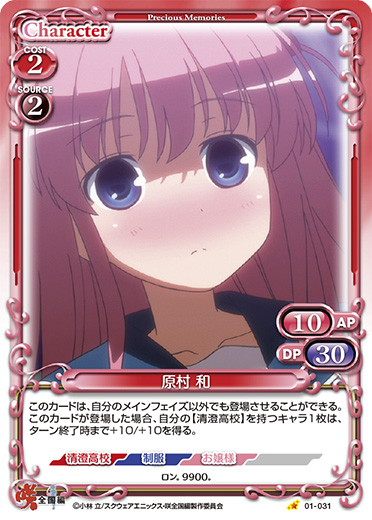 Precious Memories
Character
COST
2
SOURCE
2
10 AP
DP 30
原村 和
このカードは、自分のメインフェイズ以外でも登場させることができる。
このカードが登場した場合、自分の【清澄高校】を持つキャラ1枚は、
ターン終了時まで+10/+10を得る。
清澄高校 制服 お嬢様
ロン。9900。
咲 全国編
©小林 立/スクウェアエニックス・咲全国編製作委員会
01-031